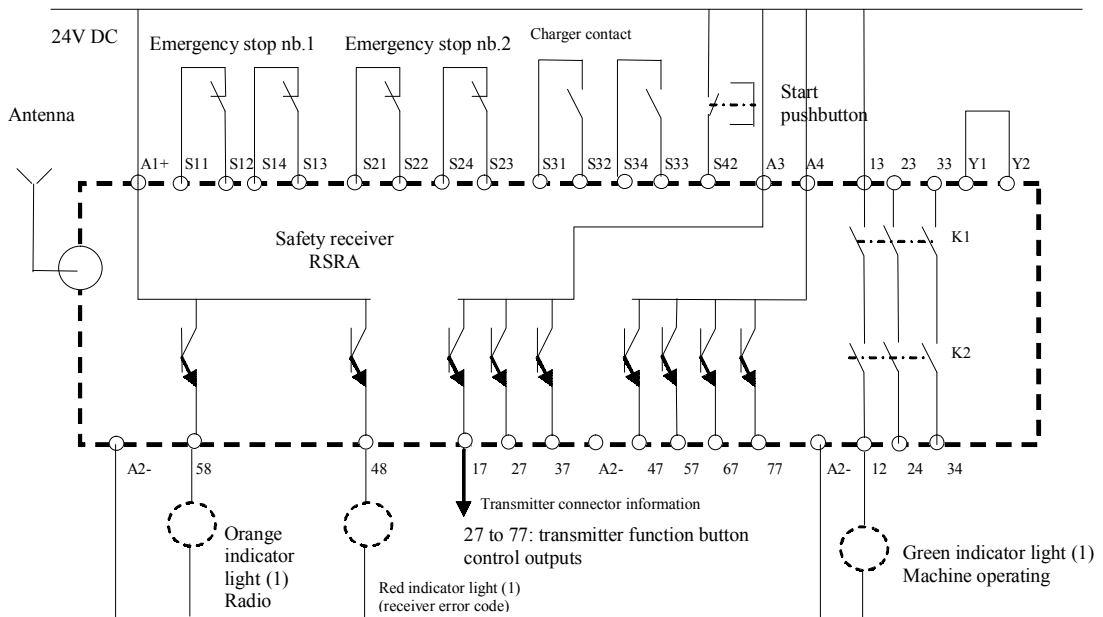 24V DC
Emergency stop nb.1
Emergency stop nb.2
Charger contact
Start
pushbutton
Antenna
A1+ S11 S12 S14 S13 S21 S22 S24 S23 S31 S32 S34 S33 S42 A3 A4 13 23 33 Y1 Y2
Safety receiver
RSRA
K1
K2
A2- 58 48 17 27 37 A2- 47 57 67 77 A2- 12 24 34
Transmitter connector information
27 to 77: transmitter function button
control outputs
Orange
indicator
light (1)
Radio
Red indicator light (1)
(receiver error code)
Green indicator light (1)
Machine operating